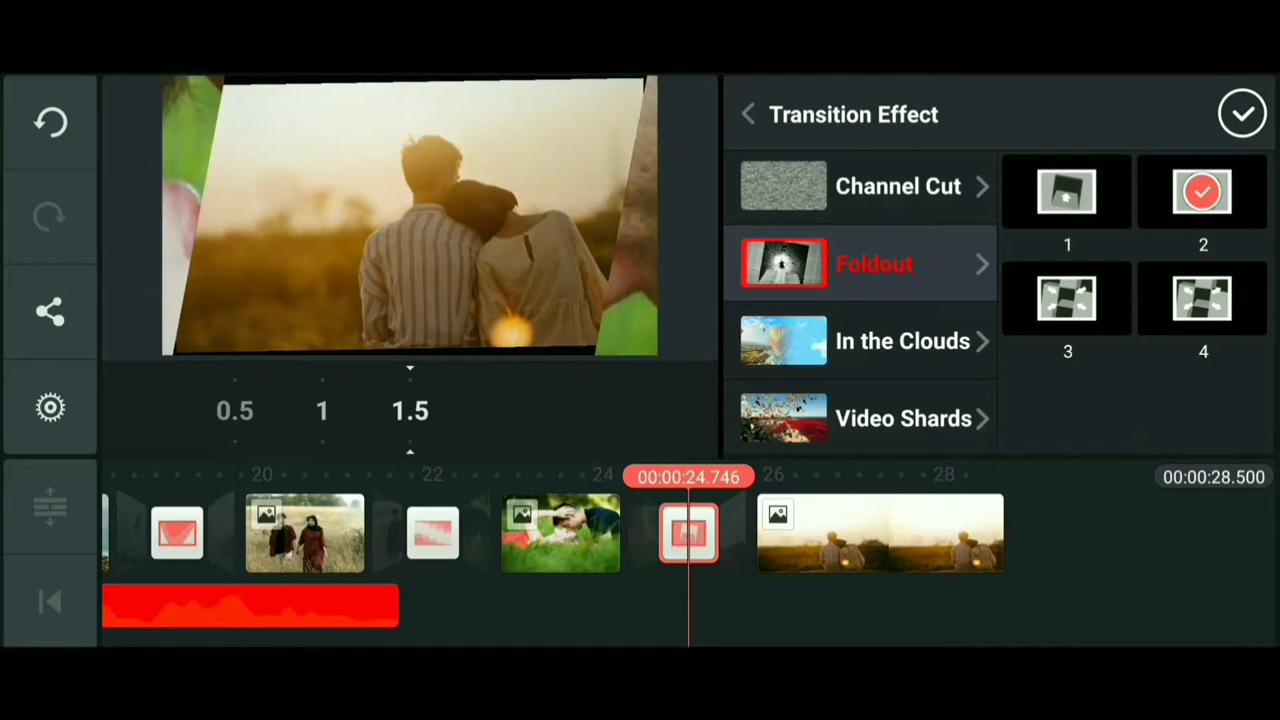 Transition Effect
Channel Cut
1
2
Foldout
In the Clouds
3
4
Video Shards
0.5
1
1.5
20
22
24
00:00:24.746
26
28
00:00:28.500